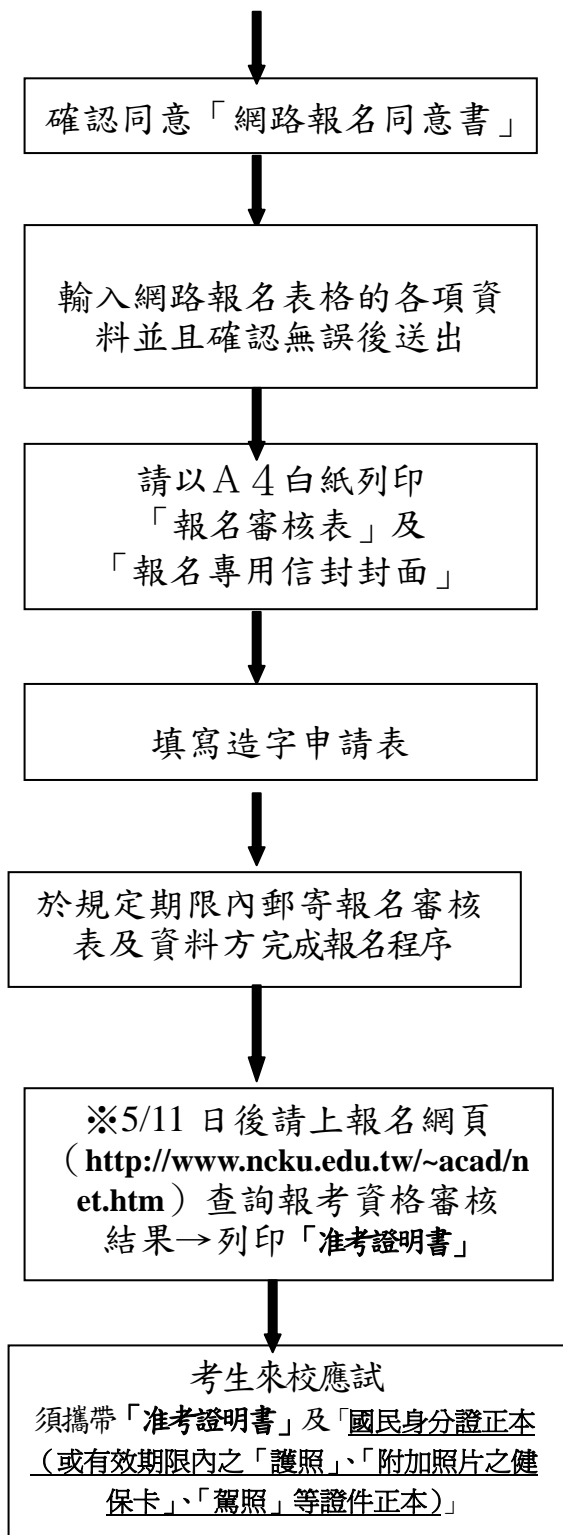 確認同意「網路報名同意書」
輸入網路報名表格的各項資
料並且確認無誤後送出
請以A４白紙列印
「報名審核表」及
「報名專用信封封面」
填寫造字申請表
於規定期限內郵寄報名審核
表及資料方完成報名程序
※5/11 日後請上報名網頁
（http://www.ncku.edu.tw/~acad/n
et.htm）查詢報考資格審核
結果→列印「准考證明書」
考生來校應試
須攜帶「准考證明書」及「國民身分證正本
（或有效期限內之「護照」、「附加照片之健
保卡」、「駕照」等證件正本）」